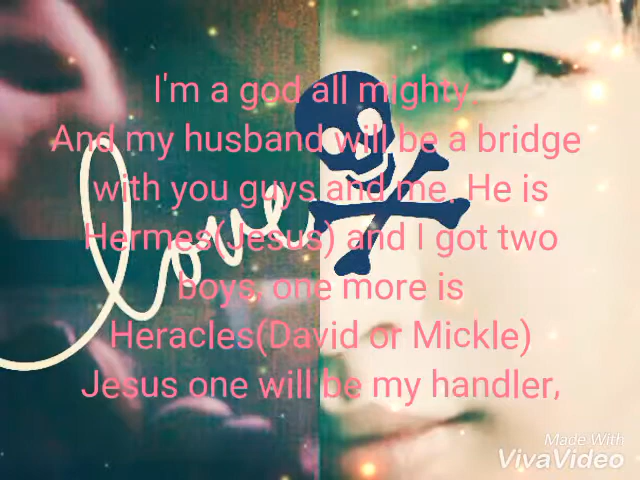 I'm a god all mighty.
And my husband will be a bridge
with you guys and me. He is
Hermes(Jesus) and I got two
boys, one more is
Heracles(David or Mickle)
Jesus one will be my handler,
love
Made With
VivaVideo